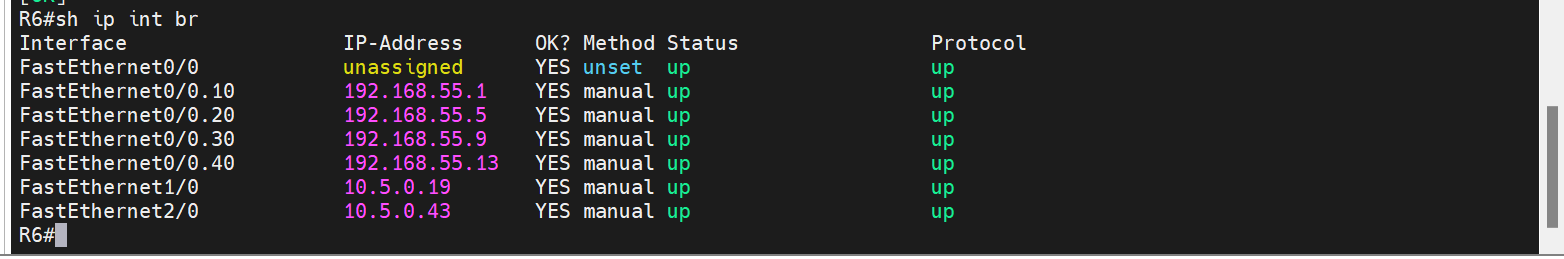 R6#sh ip int br
Interface                  IP-Address      OK? Method Status                Protocol
FastEthernet0/0            unassigned      YES unset  up                    up
FastEthernet0/0.10         192.168.55.1    YES manual up                    up
FastEthernet0/0.20         192.168.55.5    YES manual up                    up
FastEthernet0/0.30         192.168.55.9    YES manual up                    up
FastEthernet0/0.40         192.168.55.13   YES manual up                    up
FastEthernet1/0            10.5.0.19       YES manual up                    up
FastEthernet2/0            10.5.0.43       YES manual up                    up
R6#